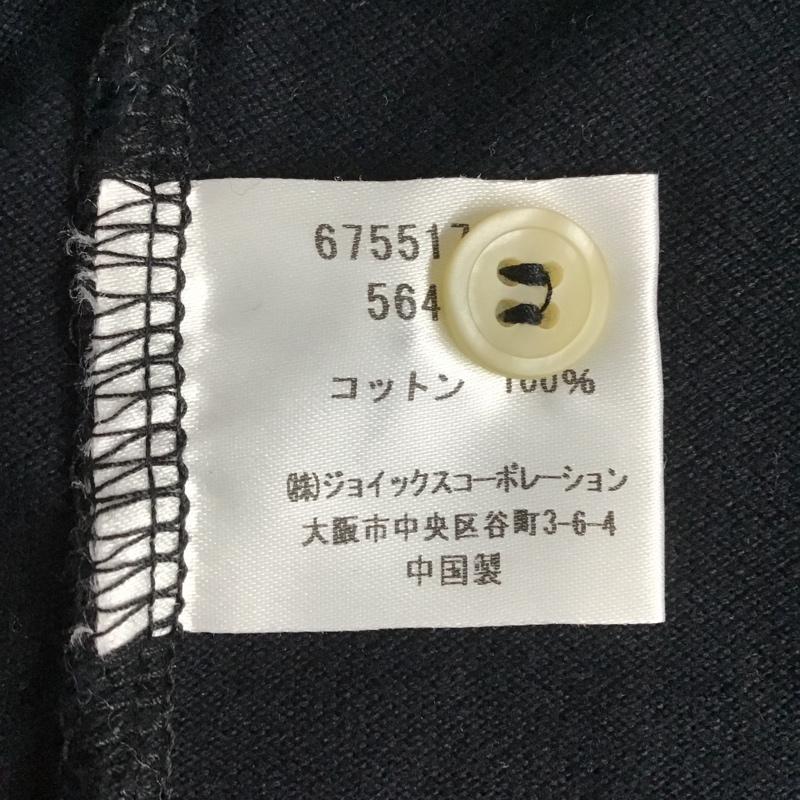 675517
564
コットン 100%
㈱ジョイックスコーポレーション
大阪市中央区谷町3-6-4
中国製